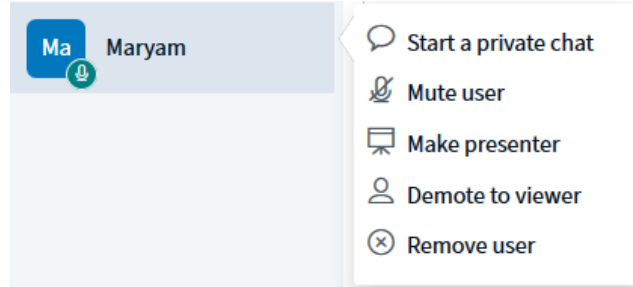 Ma
Maryam
Start a private chat
Mute user
Make presenter
Demote to viewer
Remove user